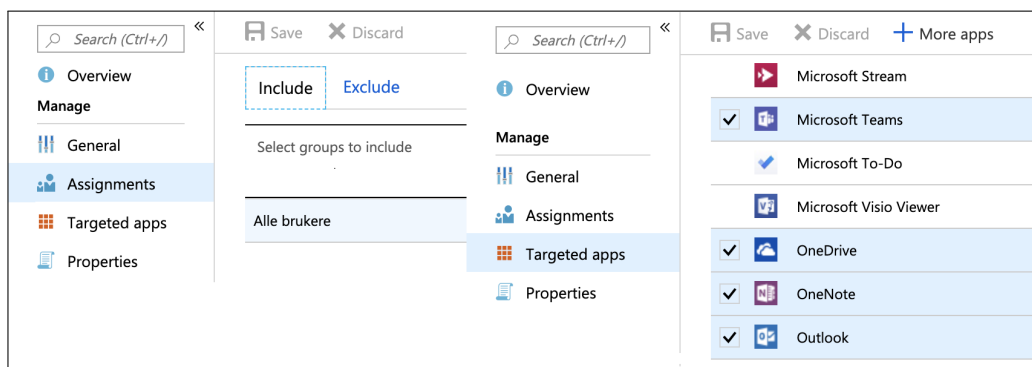 Search (Ctrl+/)
«
Overview
Manage
General
Assignments
Targeted apps
Properties
Save
Discard
Include
Exclude
Select groups to include
Alle brukere
Search (Ctrl+/)
«
Overview
Manage
General
Assignments
Targeted apps
Properties
Save
Discard
More apps
Microsoft Stream
Microsoft Teams
Microsoft To-Do
Microsoft Visio Viewer
OneDrive
OneNote
Outlook